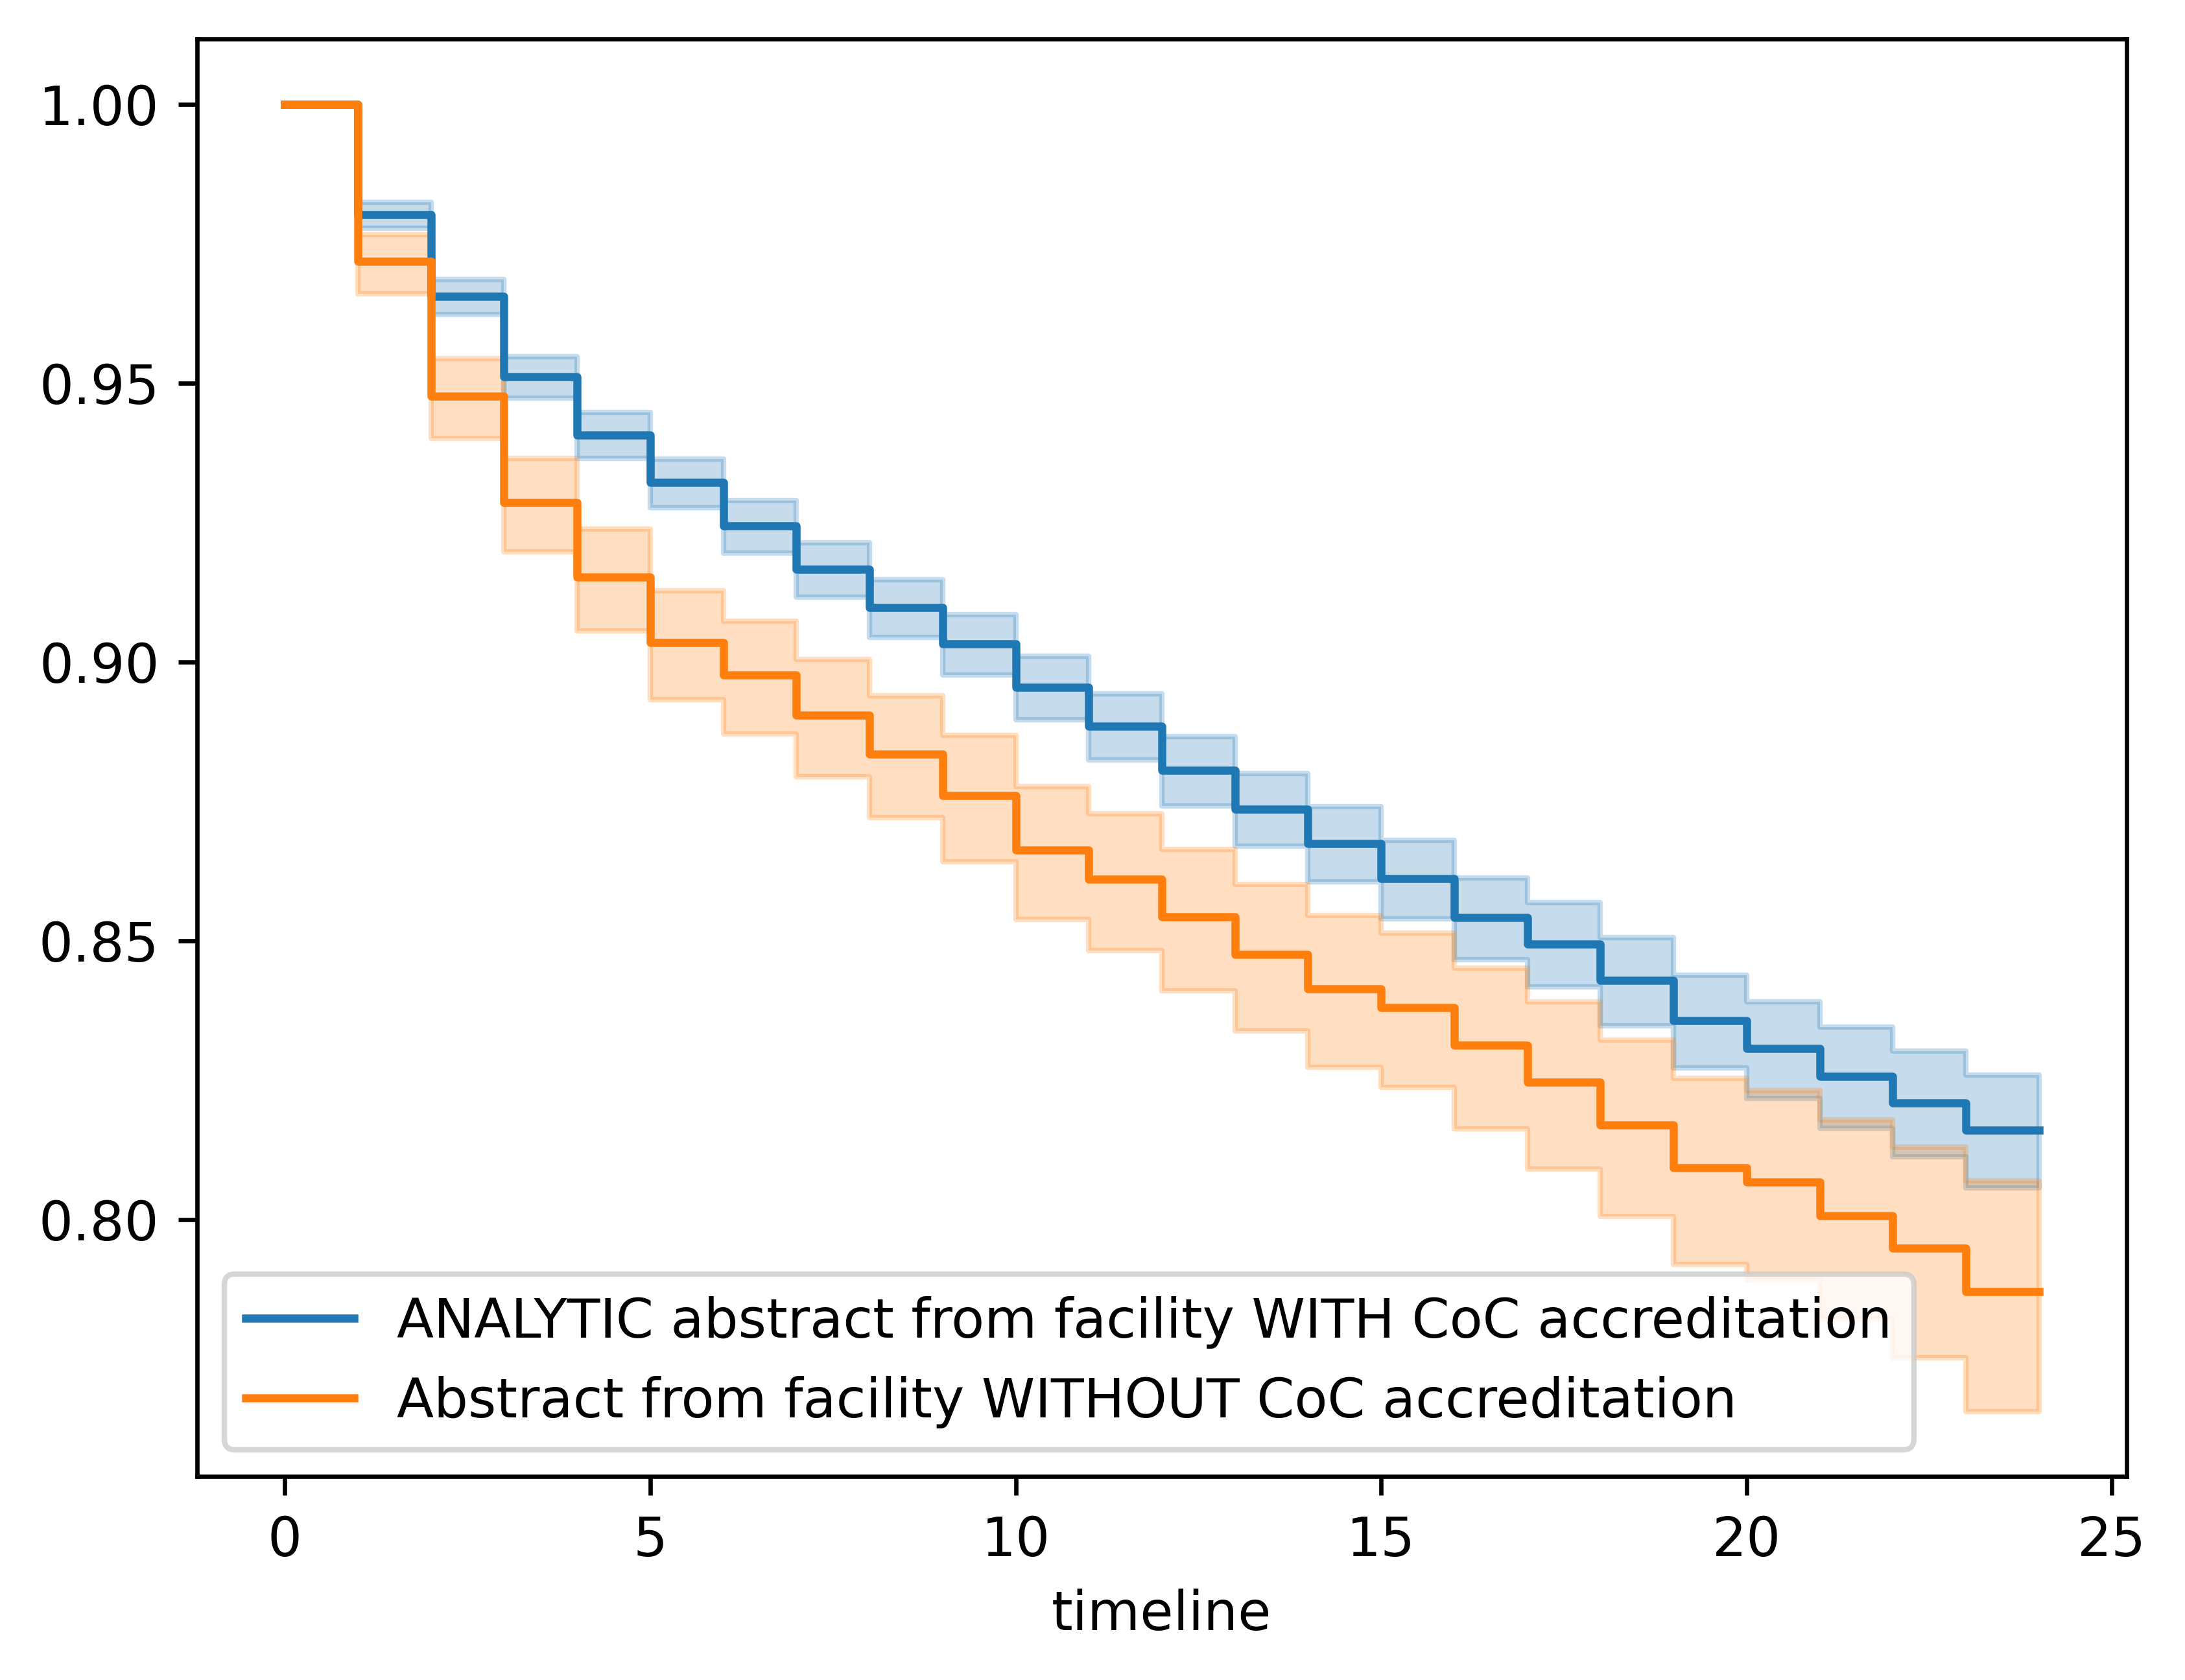 1.00
0.95
0.90
0.85
0.80
ANALYTIC abstract from facility WITH CoC accreditation
Abstract from facility WITHOUT CoC accreditation
0 5 10 15 20 25
timeline